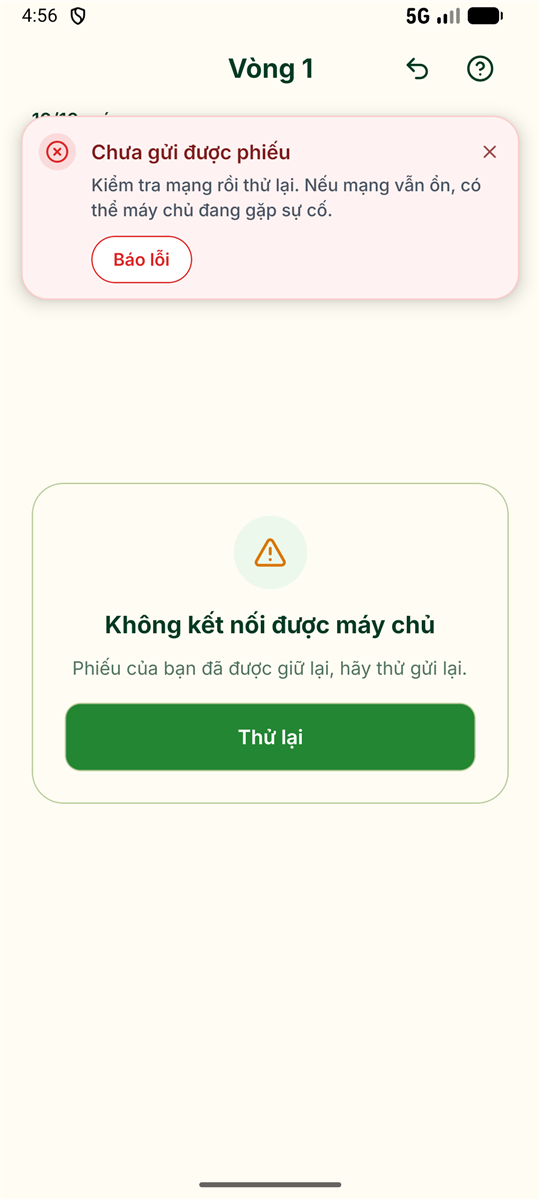 4:56
5G
Vòng 1
Chưa gửi được phiếu
Kiểm tra mạng rồi thử lại. Nếu mạng vẫn ổn, có
thể máy chủ đang gặp sự cố.
Báo lỗi
Không kết nối được máy chủ
Phiếu của bạn đã được giữ lại, hãy thử gửi lại.
Thử lại